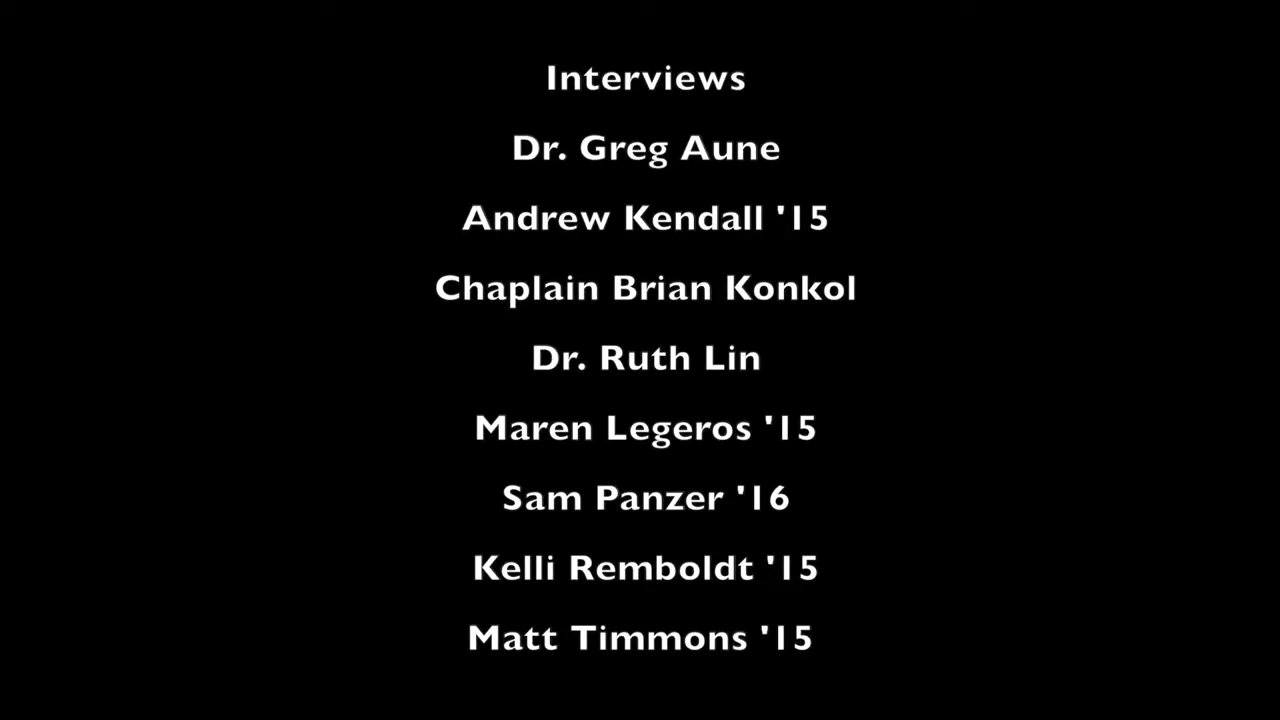 Interviews
Dr. Greg Aune
Andrew Kendall '15
Chaplain Brian Konkol
Dr. Ruth Lin
Maren Legeros '15
Sam Panzer '16
Kelli Remboldt '15
Matt Timmons '15